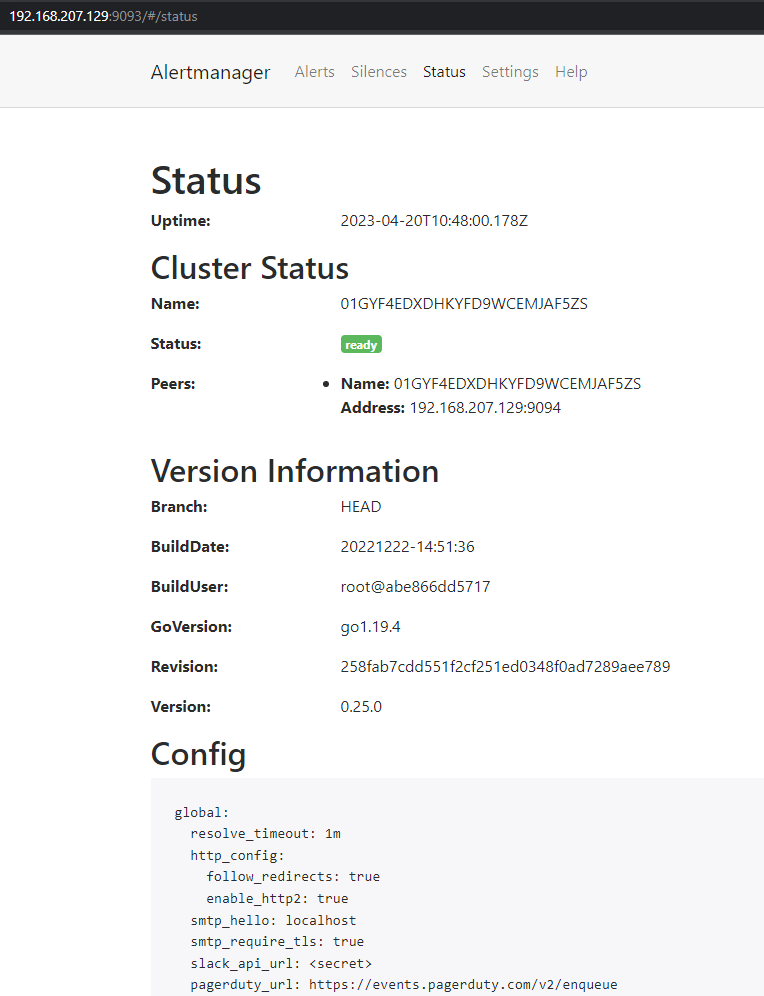 192.168.207.129:9093/#/status
Alertmanager Alerts Silences Status Settings Help
Status
Uptime: 2023-04-20T10:48:00.178Z
Cluster Status
Name: 01GYF4EDXDHKYFD9WCEMJAF5ZS
Status: ready
Peers: • Name: 01GYF4EDXDHKYFD9WCEMJAF5ZS
Address: 192.168.207.129:9094
Version Information
Branch: HEAD
BuildDate: 20221222-14:51:36
BuildUser: root@abe866dd5717
GoVersion: go1.19.4
Revision: 258fab7cdd551f2cf251ed0348f0ad7289aee789
Version: 0.25.0
Config
global:
  resolve_timeout: 1m
  http_config:
    follow_redirects: true
    enable_http2: true
  smtp_hello: localhost
  smtp_require_tls: true
  slack_api_url: <secret>
  pagerduty_url: https://events.pagerduty.com/v2/enqueue